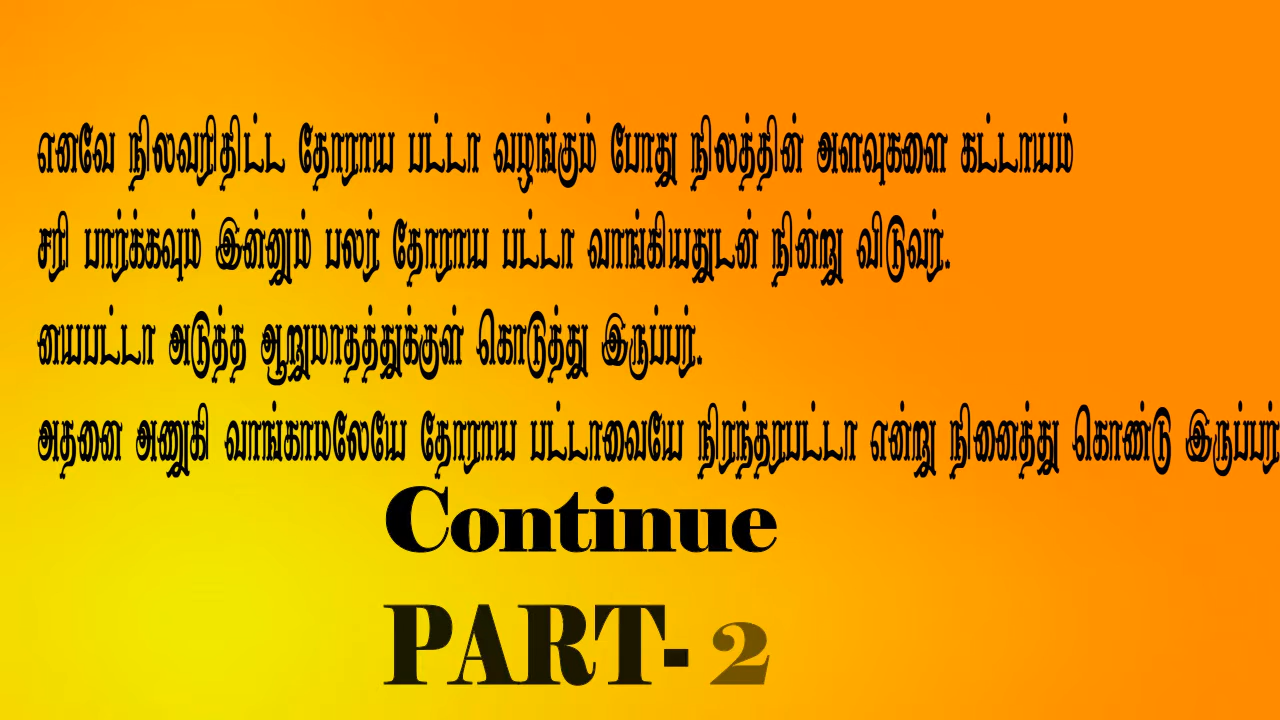 எனவே நிலவரிதிட்ட தோராய பட்டா வழங்கும் போது நிலத்தின் அளவுகளை கட்டாயம்
சரி பார்க்கவும் இன்னும் பலர் தோராய பட்டா வாங்கியதுடன் நின்று விடுவர்.
யைபட்டா அடுத்த ஆறுமாதத்துக்குள் கொடுத்து இருப்பர்.
அதனை அணுகி வாங்காமலேயே தோராய பட்டாவையே நிரந்தரபட்டா என்று நினைத்து கொண்டு இருப்பர்
Continue
PART- 2